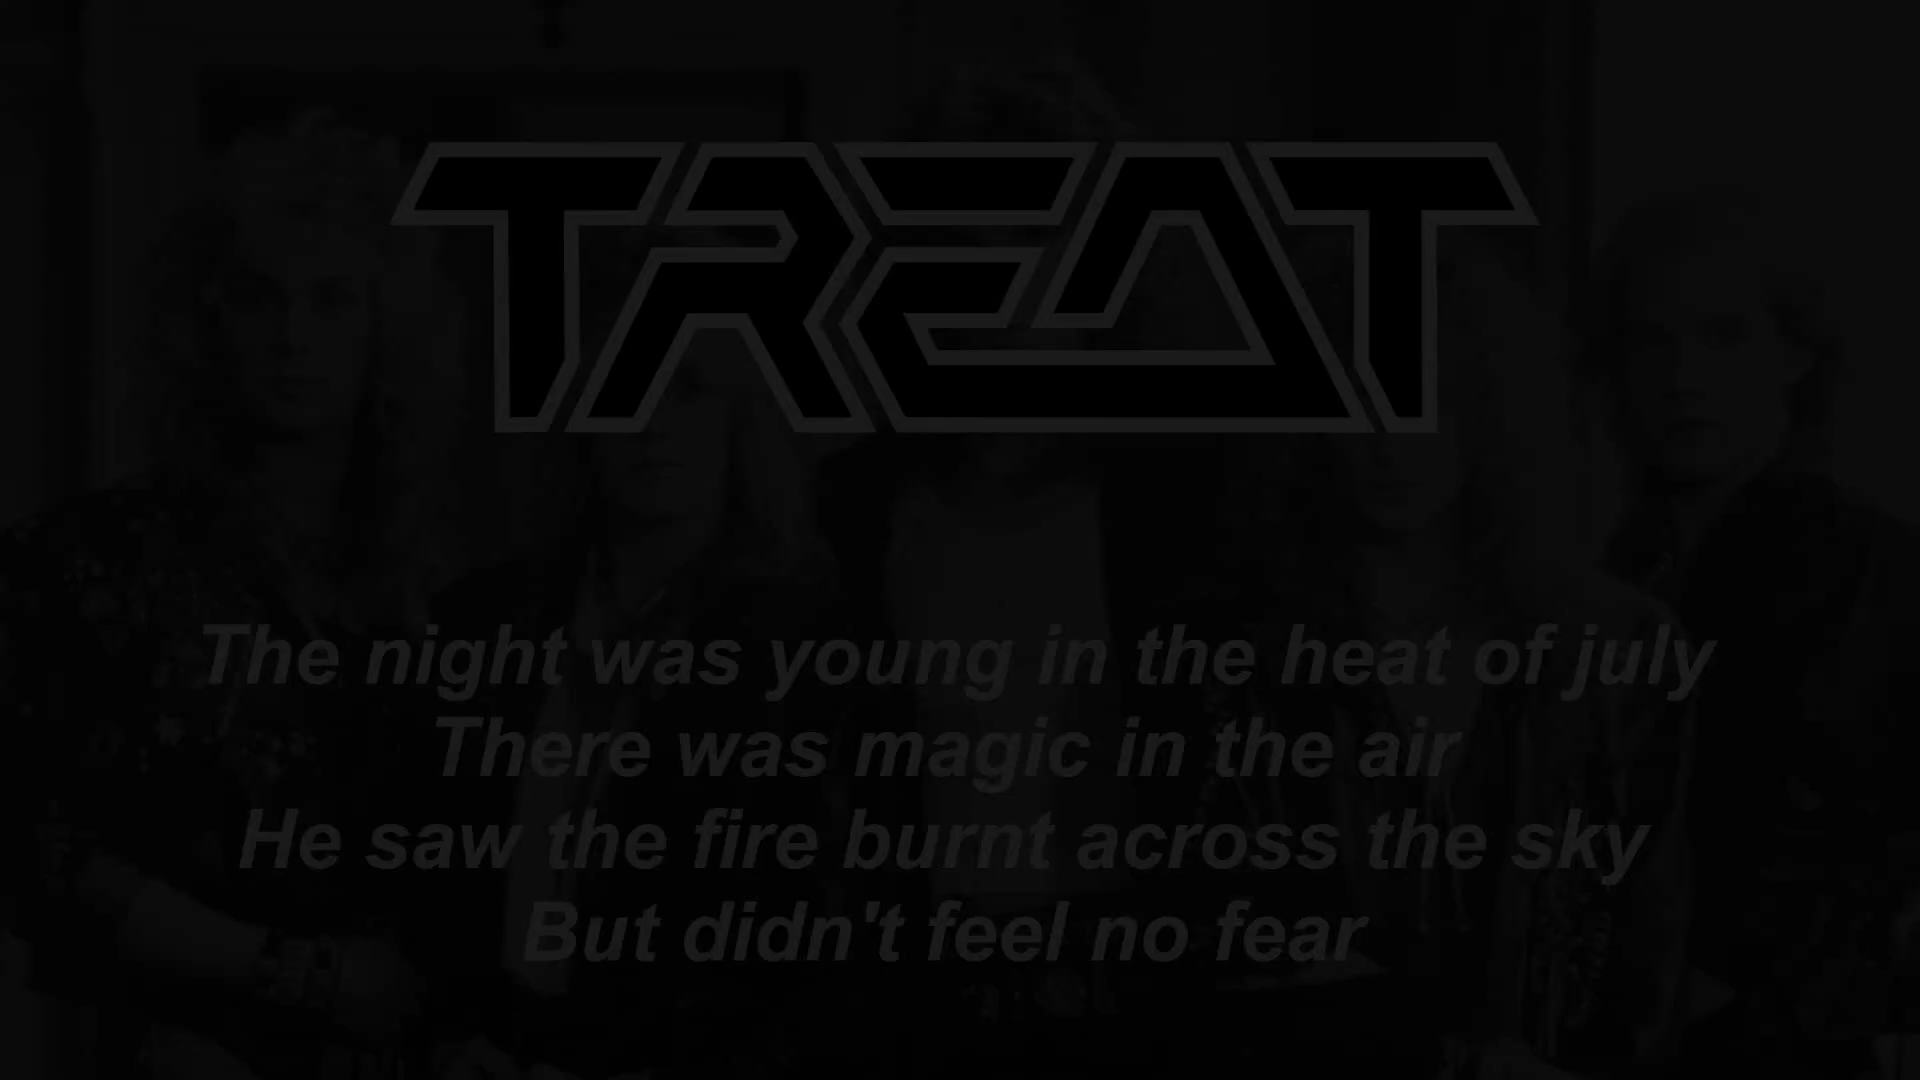 TREAT
The night was young in the heat of july
There was magic in the air
He saw the fire burnt across the sky
But didn't feel no fear